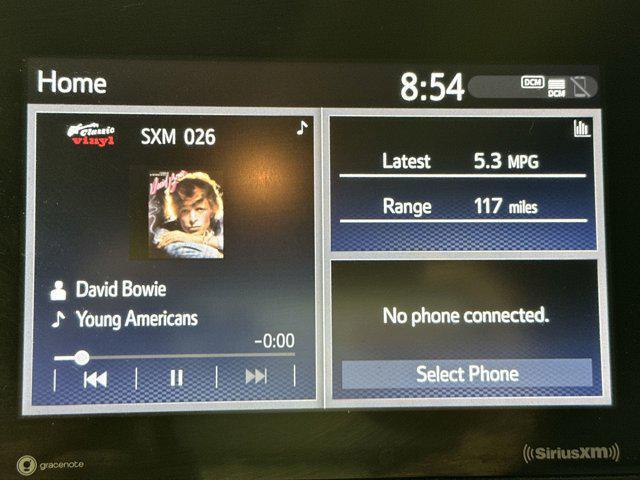 Home
8:54
DCM
DCM
Classic
vinyl
SXM 026
David Bowie
Young Americans
-0:00
Latest 5.3 MPG
Range 117 miles
No phone connected.
Select Phone
gracenote
((SiriusXM))